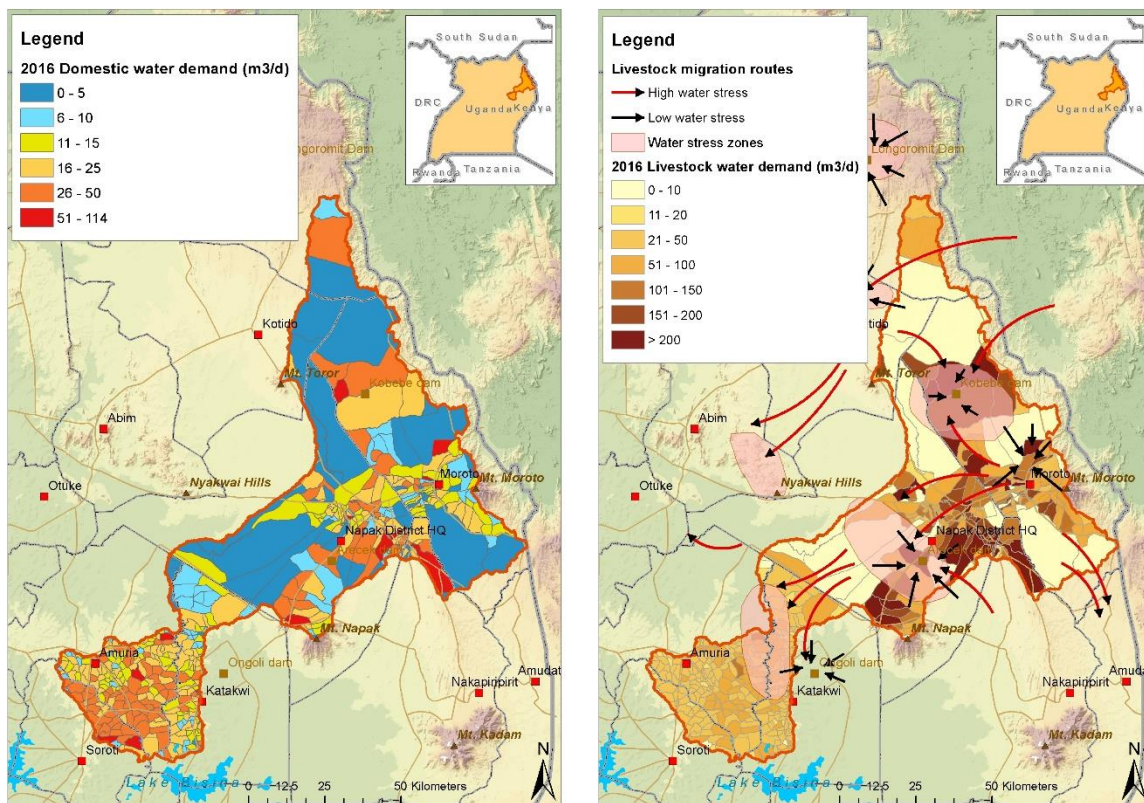 Legend
2016 Domestic water demand (m3/d)
0 - 5
6 - 10
11 - 15
16 - 25
26 - 50
51 - 114
South Sudan
DRC
Uganda
Kenya
Rwanda
Tanzania
Kotido
Mt. Toror
Kobebe dam
Abim
Otuke
Nyakwai Hills
Moroto
Mt. Moroto
Napak District HQ
Arecek dam
Mt. Napak
Ongoli dam
Amuria
Katakwi
Soroti
Nakapiripirit
Amudat
Mt. Kadam
Lake Bisina
0 12.5 25 50 Kilometers
N
Legend
Livestock migration routes
High water stress
Low water stress
Water stress zones
2016 Livestock water demand (m3/d)
0 - 10
11 - 20
21 - 50
51 - 100
101 - 150
151 - 200
> 200
South Sudan
DRC
Uganda
Kenya
Rwanda
Tanzania
Longoromit Dam
Mt. Toror
Kobebe dam
Abim
Otuke
Nyakwai Hills
Moroto
Mt. Moroto
Napak District HQ
Mt. Napak
Ongoli dam
Amuria
Katakwi
Soroti
Nakapiripirit
Amudat
Mt. Kadam
Lake Bisina
0 12.5 25 50 Kilometers
N